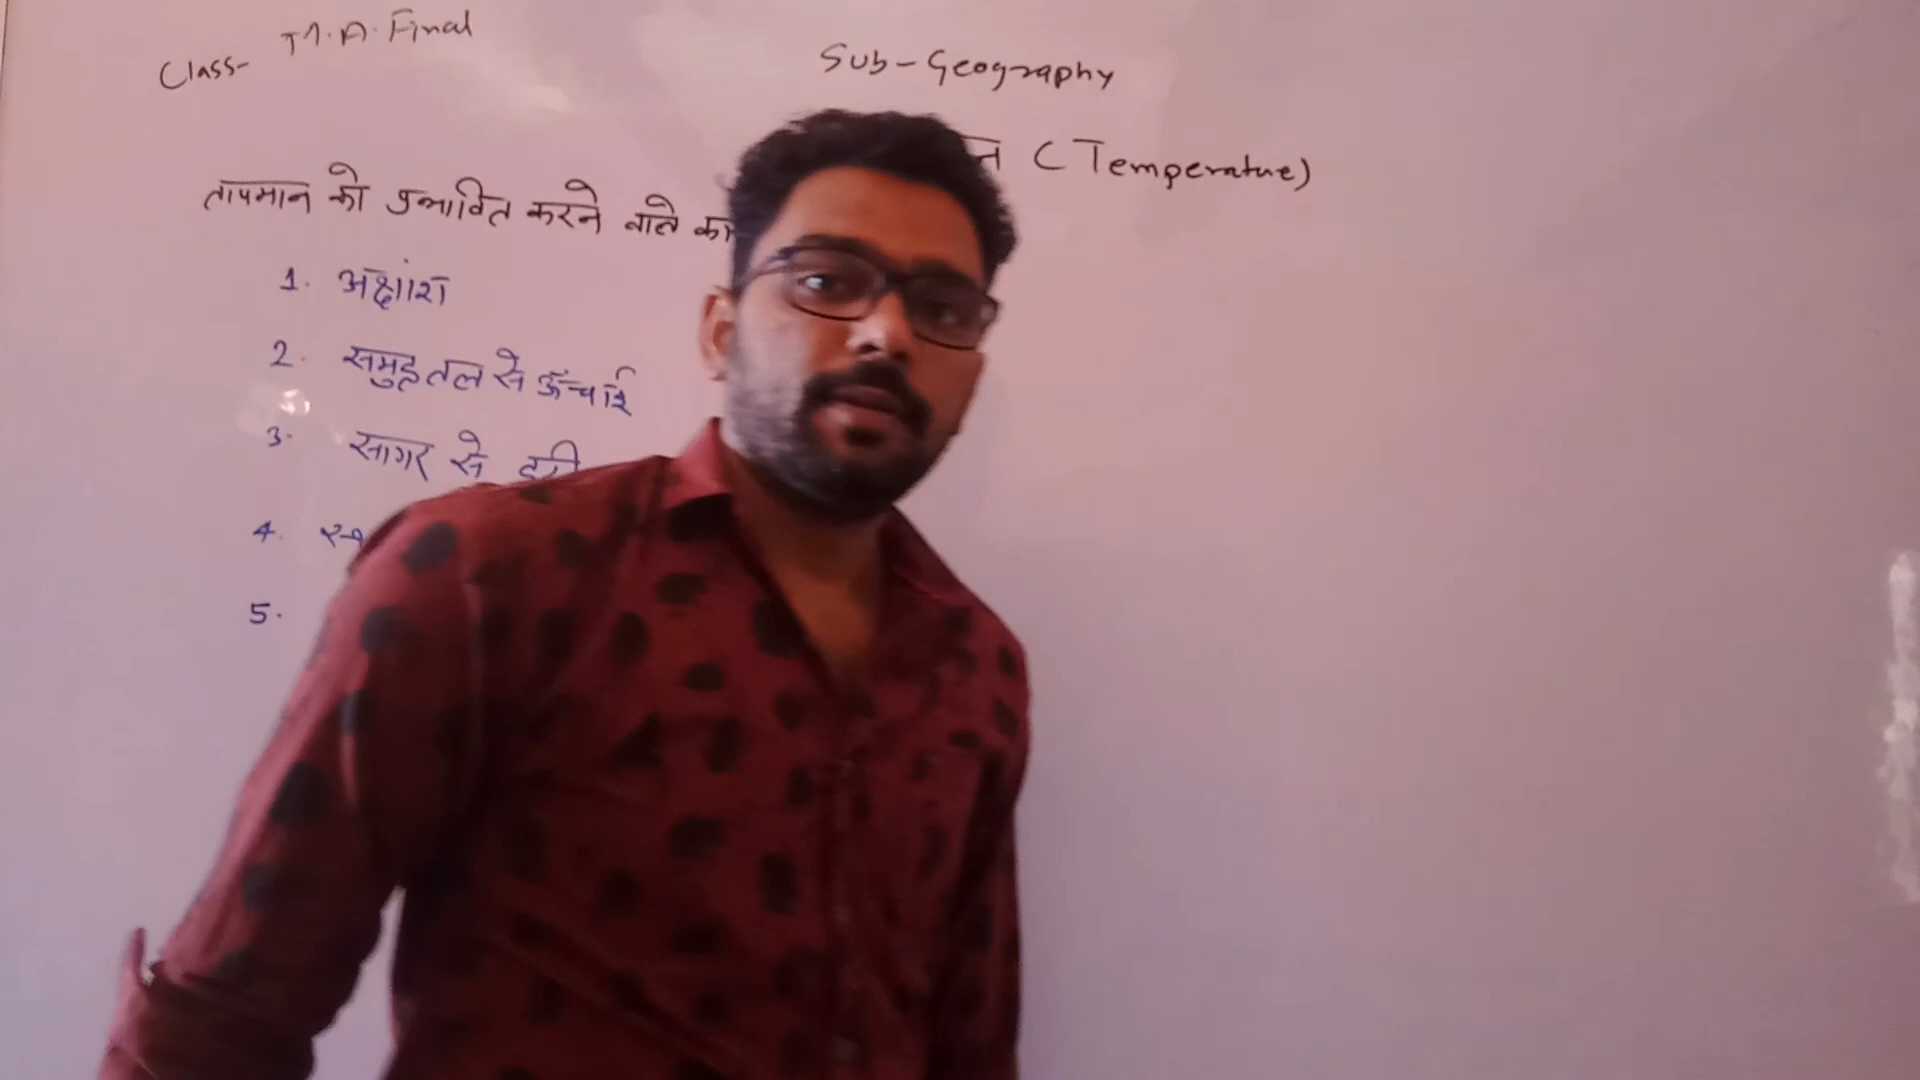 Class- M.A. Final
Sub - Geography
(Temperature)
तापमान को प्रभावित करने वाले
1. अक्षांश
2. समुद्रतल से ऊँचाई
3. सागर से
4.
5.